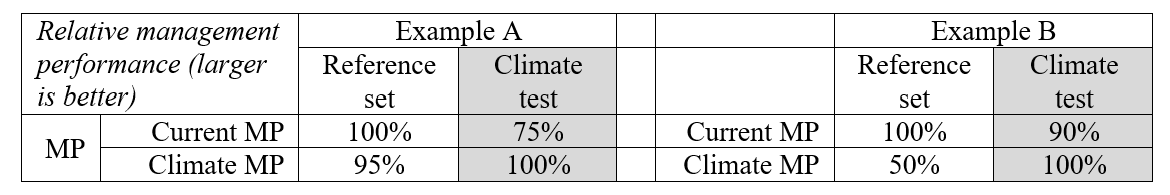 Relative management performance (larger is better) Example A Example B
Reference set Climate test Reference set Climate test
MP Current MP 100% 75% Current MP 100% 90%
Climate MP 95% 100% Climate MP 50% 100%